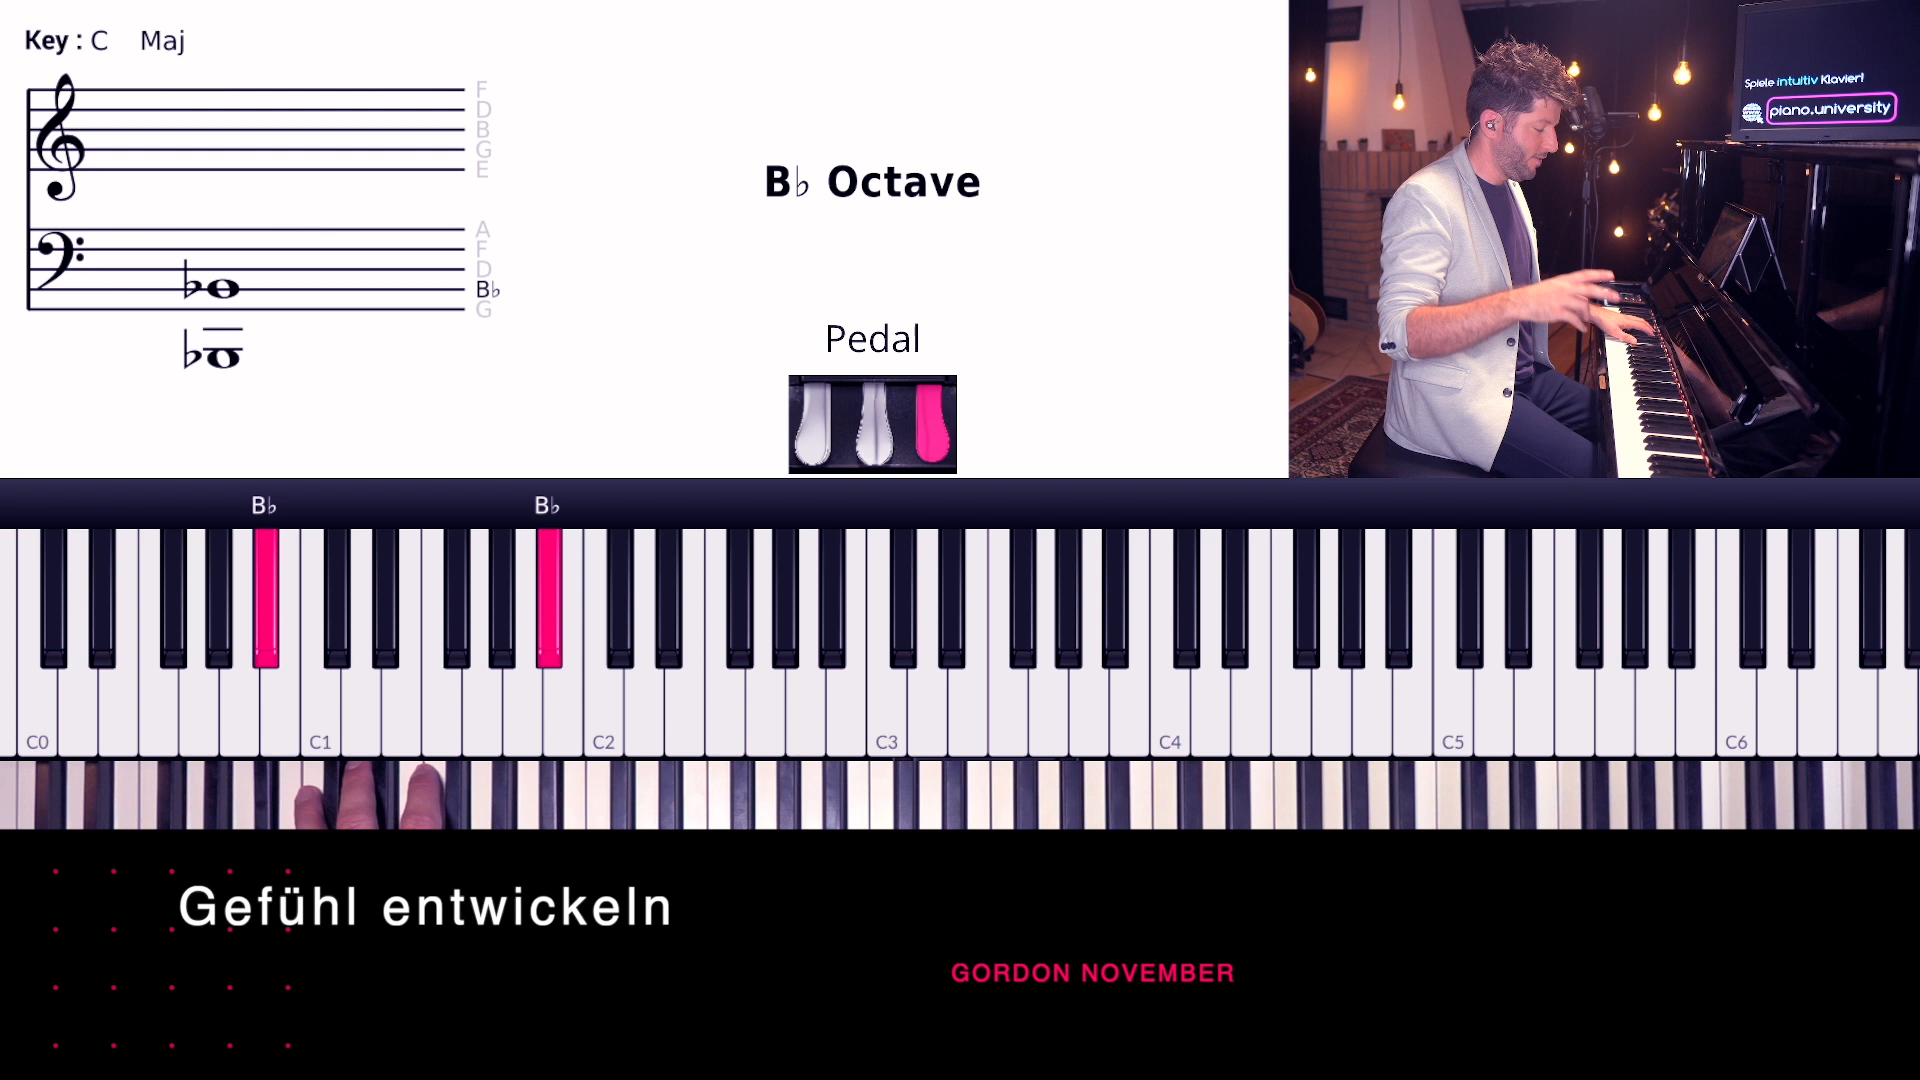 Key : C Maj
F
D
B
G
E
A
F
D
B♭
G
B♭ Octave
Pedal
Spiele intuitiv Klavier!
www
piano.university
B♭ B♭
C0 C1 C2 C3 C4 C5 C6
Gefühl entwickeln
GORDON NOVEMBER